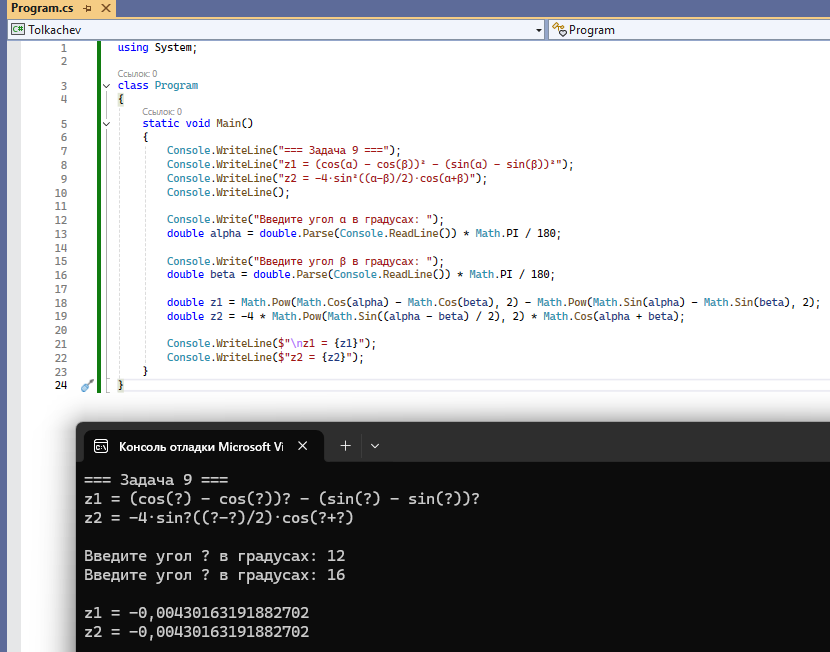 Program.cs
Tolkachev
Program
1 using System;
2
Ссылок: 0
3 class Program
4 {
Ссылок: 0
5 static void Main()
6 {
7 Console.WriteLine("=== Задача 9 ===");
8 Console.WriteLine("z1 = (cos(α) - cos(β))² - (sin(α) - sin(β))²");
9 Console.WriteLine("z2 = -4·sin²((α-β)/2)·cos(α+β)");
10 Console.WriteLine();
11
12 Console.Write("Введите угол α в градусах: ");
13 double alpha = double.Parse(Console.ReadLine()) * Math.PI / 180;
14
15 Console.Write("Введите угол β в градусах: ");
16 double beta = double.Parse(Console.ReadLine()) * Math.PI / 180;
17
18 double z1 = Math.Pow(Math.Cos(alpha) - Math.Cos(beta), 2) - Math.Pow(Math.Sin(alpha) - Math.Sin(beta), 2);
19 double z2 = -4 * Math.Pow(Math.Sin((alpha - beta) / 2), 2) * Math.Cos(alpha + beta);
20
21 Console.WriteLine($"\nz1 = {z1}");
22 Console.WriteLine($"z2 = {z2}");
23 }
24 }
Консоль отладки Microsoft Vi
=== Задача 9 ===
z1 = (cos(?) - cos(?))? - (sin(?) - sin(?))?
z2 = -4·sin?((?-?)/2)·cos(?+?)
Введите угол ? в градусах: 12
Введите угол ? в градусах: 16
z1 = -0,00430163191882702
z2 = -0,00430163191882702